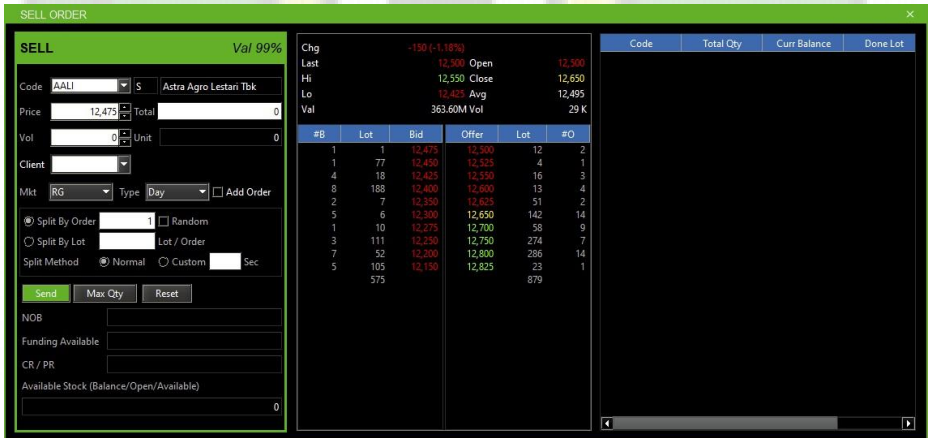 SELL ORDER
SELL Val 99%
Code AALI S Astra Agro Lestari Tbk
Price 12,475 Total 0
Vol 0 Unit 0
Client
Mkt RG Type Day Add Order
Split By Order 1 Random
Split By Lot Lot / Order
Split Method Normal Custom Sec
Send Max Qty Reset
NOB
Funding Available
CR / PR
Available Stock (Balance/Open/Available)
0
Chg -150 (-1.18%)
Last 12,500 Open 12,500
Hi 12,550 Close 12,650
Lo 12,425 Avg 12,495
Val 363.60M Vol 29 K
#B Lot Bid Offer Lot #O
1 1 12,475 12,500 12 2
1 77 12,450 12,525 4 1
4 18 12,425 12,550 16 3
8 188 12,400 12,600 13 4
2 7 12,350 12,625 51 2
5 6 12,300 12,650 142 14
1 10 12,275 12,700 58 9
3 111 12,250 12,750 274 7
7 52 12,200 12,800 286 14
5 105 12,150 12,825 23 1
575 879
Code Total Qty Curr Balance Done Lot